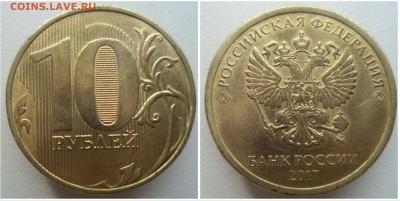 COINS.LAVE.RU
10
РУБЛЕЙ
РОССИЙСКАЯ ФЕДЕРАЦИЯ
БАНК РОССИИ
2017